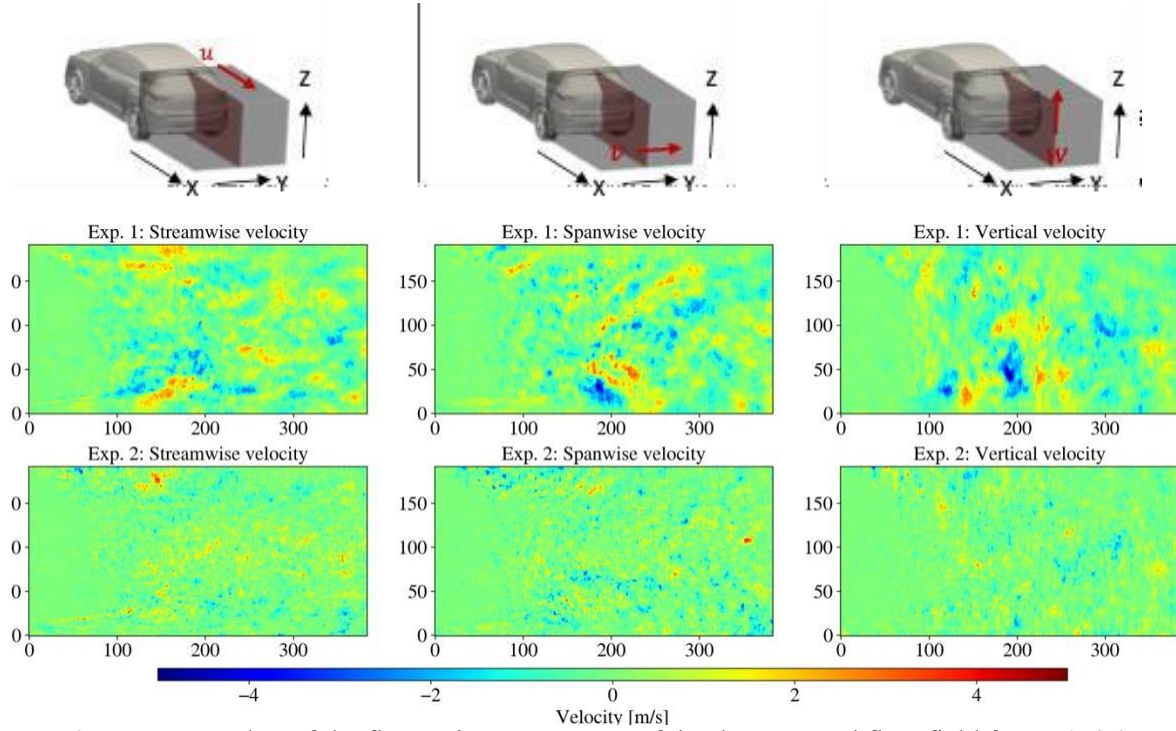 u
Z
X
Y
v
Z
X
Y
W
Z
X
Y
Exp. 1: Streamwise velocity
Exp. 1: Spanwise velocity
Exp. 1: Vertical velocity
0
0
0
0
0 100 200 300
150
100
50
0
0 100 200 300
150
100
50
0
0 100 200 300
Exp. 2: Streamwise velocity
Exp. 2: Spanwise velocity
Exp. 2: Vertical velocity
0
0
0
0
0 100 200 300
150
100
50
0
0 100 200 300
150
100
50
0
0 100 200 300
−4 −2 0 2 4
Velocity [m/s]